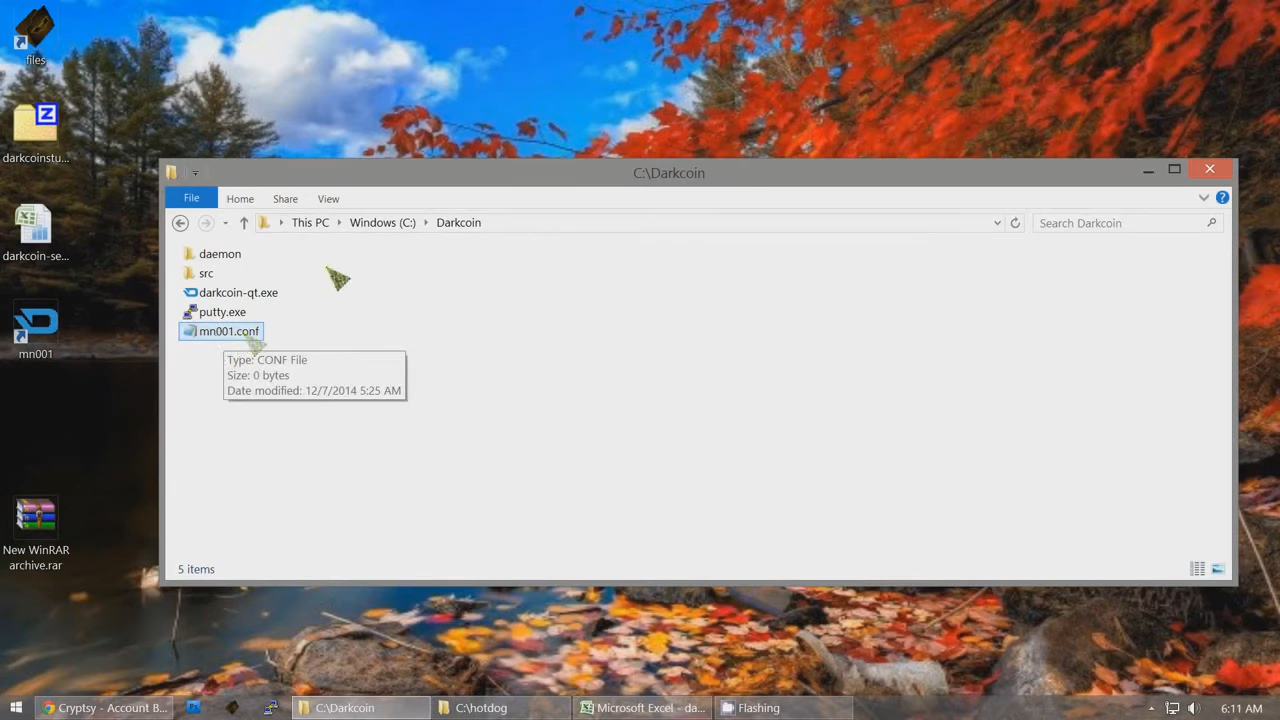 files
darkcoinstu...
darkcoin-se...
mn001
New WinRAR
archive.rar
C:\Darkcoin
File
Home
Share
View
This PC
Windows (C:)
Darkcoin
Search Darkcoin
daemon
src
darkcoin-qt.exe
putty.exe
mn001.conf
Type: CONF File
Size: 0 bytes
Date modified: 12/7/2014 5:25 AM
5 items
Cryptsy - Account B...
C:\Darkcoin
C:\hotdog
Microsoft Excel - da...
Flashing
6:11 AM